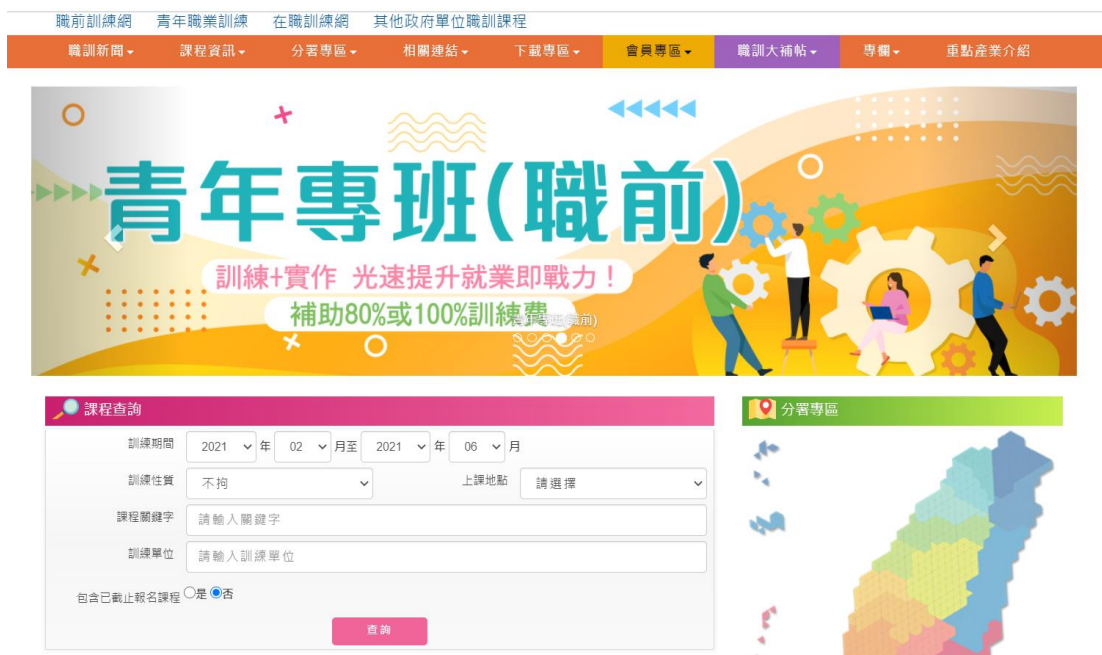 職前訓練網 青年職業訓練 在職訓練網 其他政府單位職訓課程
職訓新聞 課程資訊 分署專區 相關連結 下載專區 會員專區 職訓大補帖 專欄 重點產業介紹
青年專班(職前)
訓練+實作 光速提升就業即戰力!
補助80%或100%訓練費
青年專班(職前)
課程查詢
訓練期間 2021 年 02 月至 2021 年 06 月
訓練性質 不拘 上課地點 請選擇
課程關鍵字 請輸入關鍵字
訓練單位 請輸入訓練單位
包含已截止報名課程 是 否
查詢
分署專區